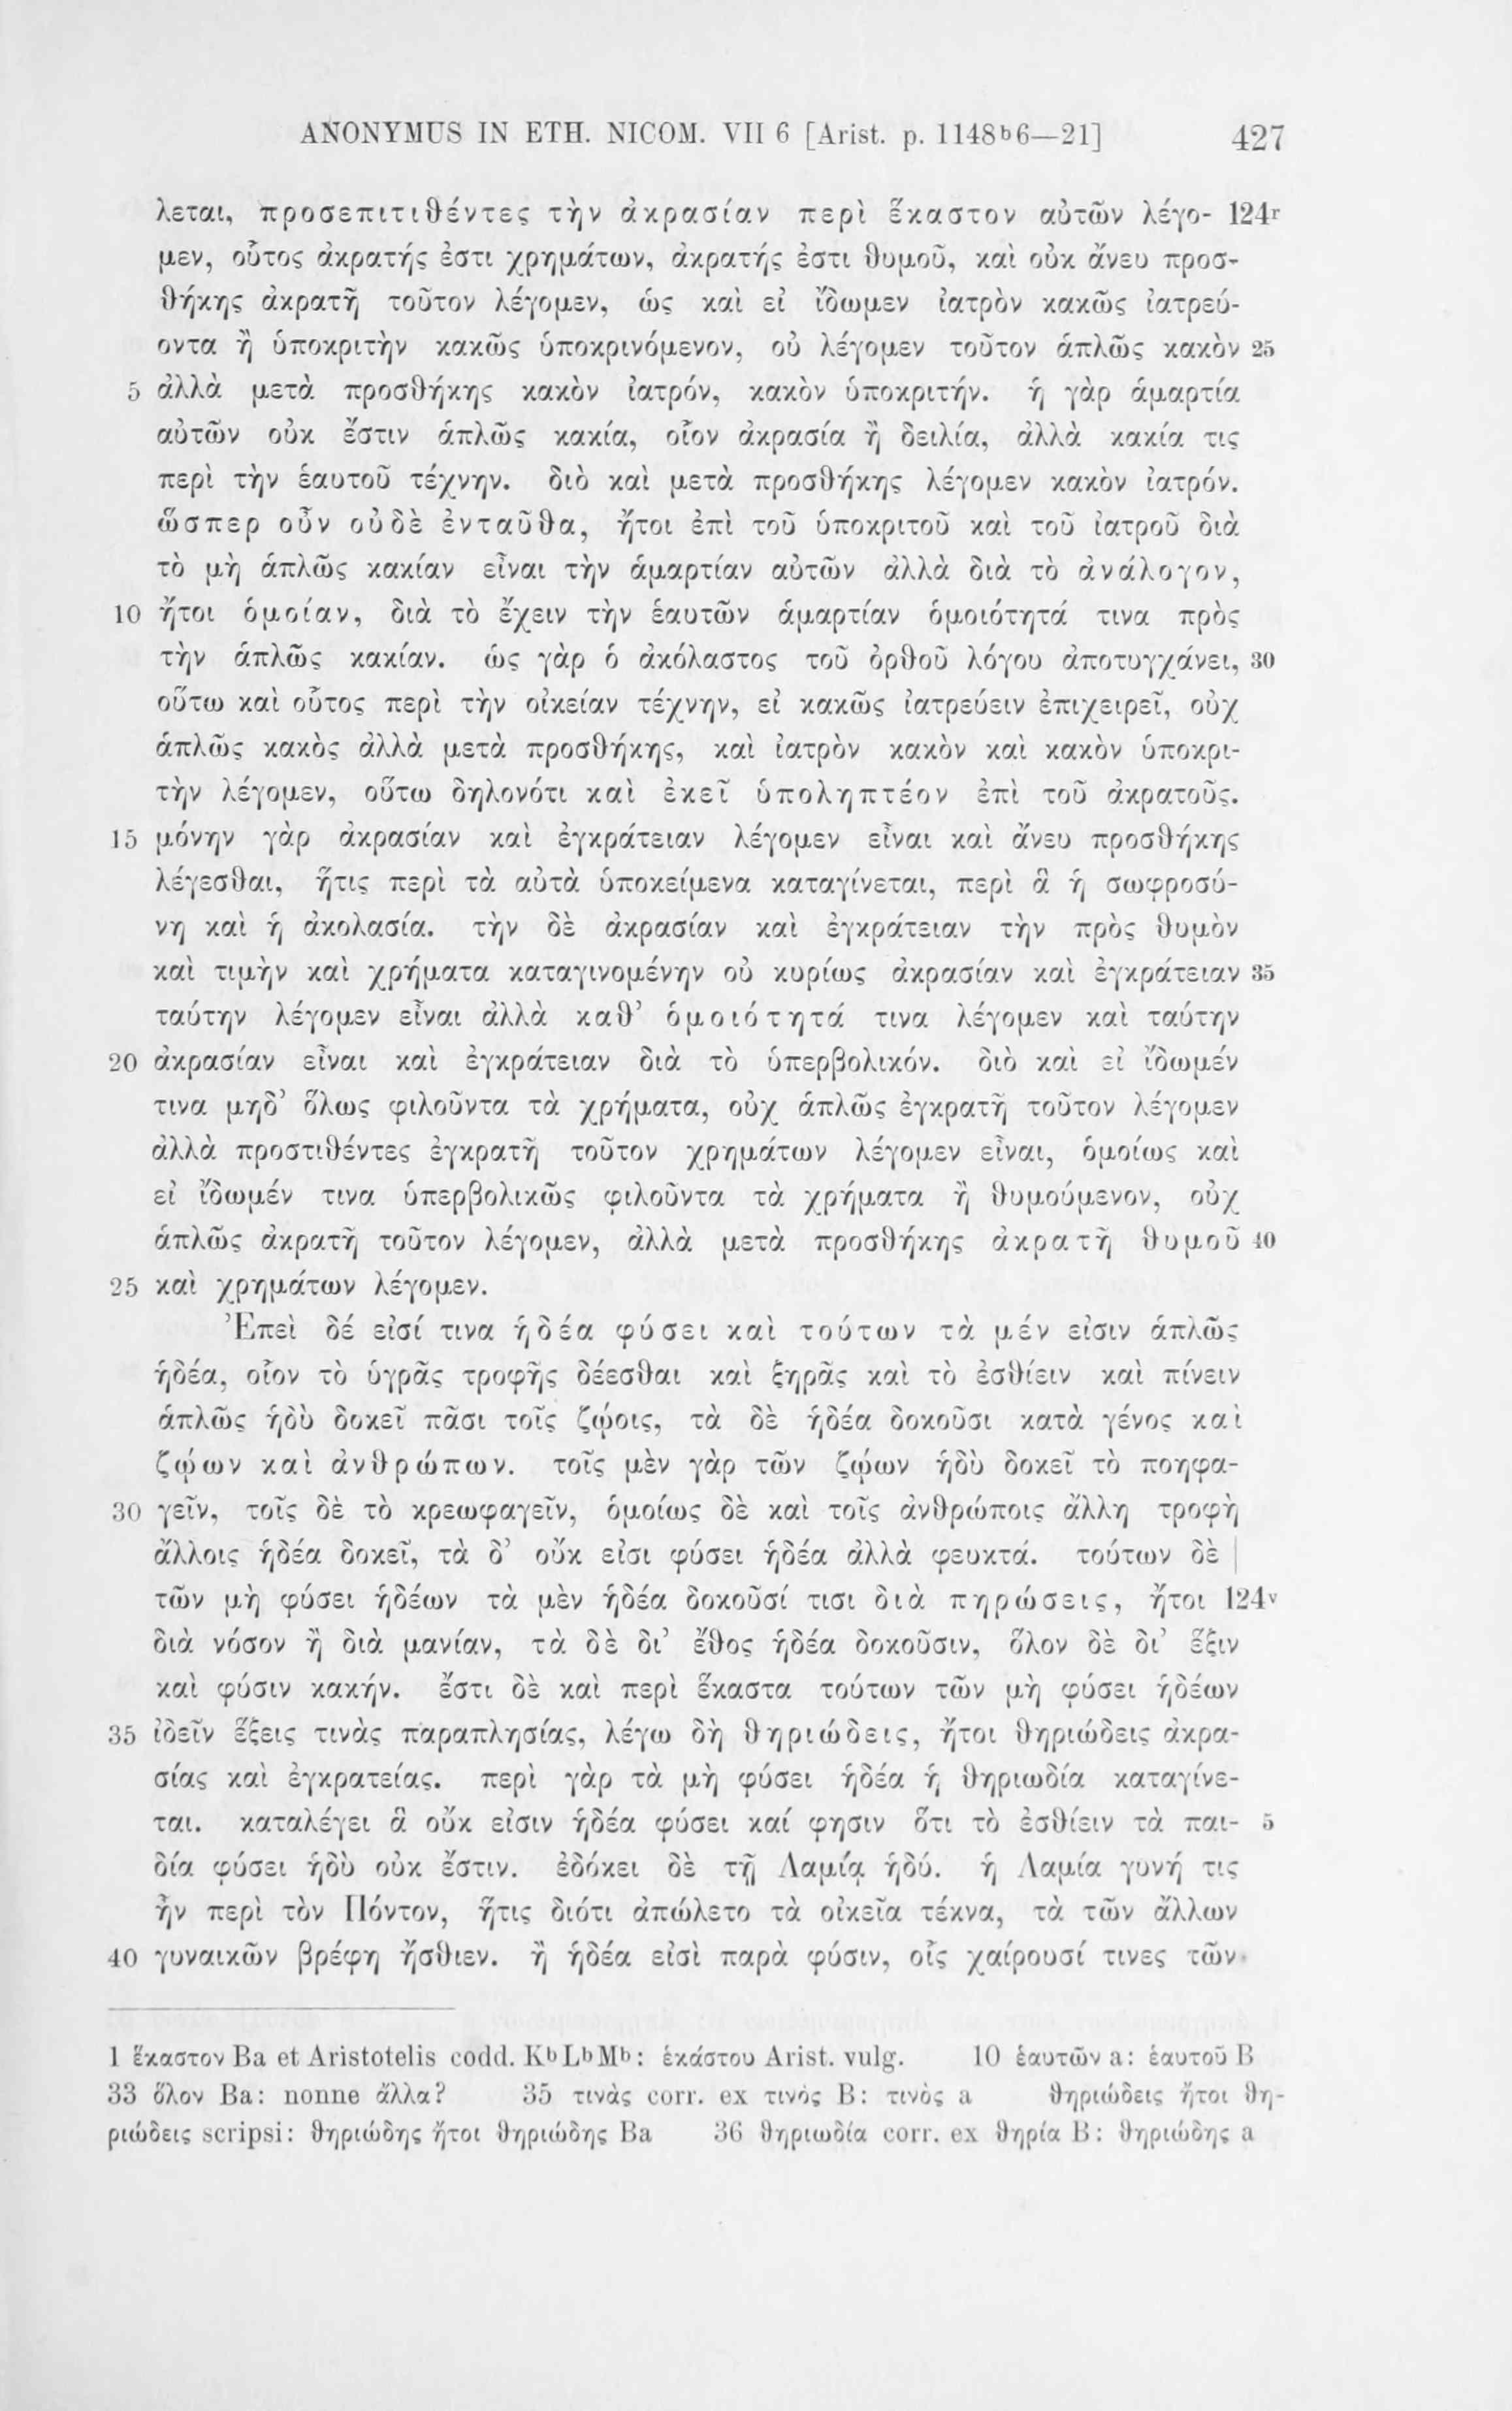 ANONYMUS IN ETH. NICOM. VII 6 [Arist. p. 1148ᵇ6—21] 427
λεται, προσεπιτιθέντες τὴν ἀκρασίαν περὶ ἕκαστον αὐτῶν λέγο- 124ʳ
μεν, οὗτος ἀκρατής ἐστι χρημάτων, ἀκρατής ἐστι θυμοῦ, καὶ οὐκ ἄνευ προσ-
θήκης ἀκρατῆ τοῦτον λέγομεν, ὡς καὶ εἰ ἴδωμεν ἰατρὸν κακῶς ἰατρεύ-
οντα ἢ ὑποκριτὴν κακῶς ὑποκρινόμενον, οὐ λέγομεν τοῦτον ἁπλῶς κακὸν 25
5 ἀλλὰ μετὰ προσθήκης κακὸν ἰατρόν, κακὸν ὑποκριτήν. ἡ γὰρ ἁμαρτία
αὐτῶν οὐκ ἔστιν ἁπλῶς κακία, οἷον ἀκρασία ἢ δειλία, ἀλλὰ κακία τις
περὶ τὴν ἑαυτοῦ τέχνην. διὸ καὶ μετὰ προσθήκης λέγομεν κακὸν ἰατρόν.
ὥσπερ οὖν οὐδὲ ἐνταῦθα, ἤτοι ἐπὶ τοῦ ὑποκριτοῦ καὶ τοῦ ἰατροῦ διὰ
τὸ μὴ ἁπλῶς κακίαν εἶναι τὴν ἁμαρτίαν αὐτῶν ἀλλὰ διὰ τὸ ἀνάλογον,
10 ἤτοι ὁμοίαν, διὰ τὸ ἔχειν τὴν ἑαυτῶν ἁμαρτίαν ὁμοιότητά τινα πρὸς
τὴν ἁπλῶς κακίαν. ὡς γὰρ ὁ ἀκόλαστος τοῦ ὀρθοῦ λόγου ἀποτυγχάνει, 30
οὕτω καὶ οὗτος περὶ τὴν οἰκείαν τέχνην, εἰ κακῶς ἰατρεύειν ἐπιχειρεῖ, οὐχ
ἁπλῶς κακὸς ἀλλὰ μετὰ προσθήκης, καὶ ἰατρὸν κακὸν καὶ κακὸν ὑποκρι-
τὴν λέγομεν, οὕτω δηλονότι καὶ ἐκεῖ ὑποληπτέον ἐπὶ τοῦ ἀκρατοῦς.
15 μόνην γὰρ ἀκρασίαν καὶ ἐγκράτειαν λέγομεν εἶναι καὶ ἄνευ προσθήκης
λέγεσθαι, ἥτις περὶ τὰ αὐτὰ ὑποκείμενα καταγίνεται, περὶ ἃ ἡ σωφροσύ-
νη καὶ ἡ ἀκολασία. τὴν δὲ ἀκρασίαν καὶ ἐγκράτειαν τὴν πρὸς θυμὸν
καὶ τιμὴν καὶ χρήματα καταγινομένην οὐ κυρίως ἀκρασίαν καὶ ἐγκράτειαν 35
ταύτην λέγομεν εἶναι ἀλλὰ καθ’ ὁμοιότητά τινα λέγομεν καὶ ταύτην
20 ἀκρασίαν εἶναι καὶ ἐγκράτειαν διὰ τὸ ὑπερβολικόν. διὸ καὶ εἰ ἴδωμέν
τινα μηδ’ ὅλως φιλοῦντα τὰ χρήματα, οὐχ ἁπλῶς ἐγκρατῆ τοῦτον λέγομεν
ἀλλὰ προστιθέντες ἐγκρατῆ τοῦτον χρημάτων λέγομεν εἶναι, ὁμοίως καὶ
εἰ ἴδωμέν τινα ὑπερβολικῶς φιλοῦντα τὰ χρήματα ἢ θυμούμενον, οὐχ
ἁπλῶς ἀκρατῆ τοῦτον λέγομεν, ἀλλὰ μετὰ προσθήκης ἀκρατῆ θυμοῦ 40
25 καὶ χρημάτων λέγομεν.
Ἐπεὶ δέ εἰσί τινα ἡδέα φύσει καὶ τούτων τὰ μέν εἰσιν ἁπλῶς
ἡδέα, οἷον τὸ ὑγρᾶς τροφῆς δέεσθαι καὶ ξηρᾶς καὶ τὸ ἐσθίειν καὶ πίνειν
ἁπλῶς ἡδὺ δοκεῖ πᾶσι τοῖς ζῴοις, τὰ δὲ ἡδέα δοκοῦσι κατὰ γένος καὶ
ζῴων καὶ ἀνθρώπων. τοῖς μὲν γὰρ τῶν ζῴων ἡδὺ δοκεῖ τὸ ποηφα-
30 γεῖν, τοῖς δὲ τὸ κρεωφαγεῖν, ὁμοίως δὲ καὶ τοῖς ἀνθρώποις ἄλλη τροφὴ
ἄλλοις ἡδέα δοκεῖ, τὰ δ’ οὔκ εἰσι φύσει ἡδέα ἀλλὰ φευκτά. τούτων δὲ |
τῶν μὴ φύσει ἡδέων τὰ μὲν ἡδέα δοκοῦσί τισι διὰ πηρώσεις, ἤτοι 124ᵛ
διὰ νόσον ἢ διὰ μανίαν, τὰ δὲ δι’ ἔθος ἡδέα δοκοῦσιν, ὅλον δὲ δι’ ἕξιν
καὶ φύσιν κακήν. ἔστι δὲ καὶ περὶ ἕκαστα τούτων τῶν μὴ φύσει ἡδέων
35 ἰδεῖν ἕξεις τινὰς παραπλησίας, λέγω δὴ θηριώδεις, ἤτοι θηριώδεις ἀκρα-
σίας καὶ ἐγκρατείας. περὶ γὰρ τὰ μὴ φύσει ἡδέα ἡ θηριωδία καταγίνε-
ται. καταλέγει ἃ οὔκ εἰσιν ἡδέα φύσει καί φησιν ὅτι τὸ ἐσθίειν τὰ παι- 5
δία φύσει ἡδὺ οὐκ ἔστιν. ἐδόκει δὲ τῇ Λαμίᾳ ἡδύ. ἡ Λαμία γυνή τις
ἦν περὶ τὸν Πόντον, ἥτις διότι ἀπώλετο τὰ οἰκεῖα τέκνα, τὰ τῶν ἄλλων
40 γυναικῶν βρέφη ἤσθιεν. ἢ ἡδέα εἰσὶ παρὰ φύσιν, οἷς χαίρουσί τινες τῶν
1 ἕκαστον Ba et Aristotelis codd. KᵇLᵇMᵇ: ἑκάστου Arist. vulg. 10 ἑαυτῶν a: ἑαυτοῦ B
33 ὅλον Ba: nonne ἄλλα? 35 τινὰς corr. ex τινός B: τινὸς a θηριώδεις ἤτοι θη-
ριώδεις scripsi: θηριώδης ἤτοι θηριώδης Ba 36 θηριωδία corr. ex θηρία B: θηριώδης a